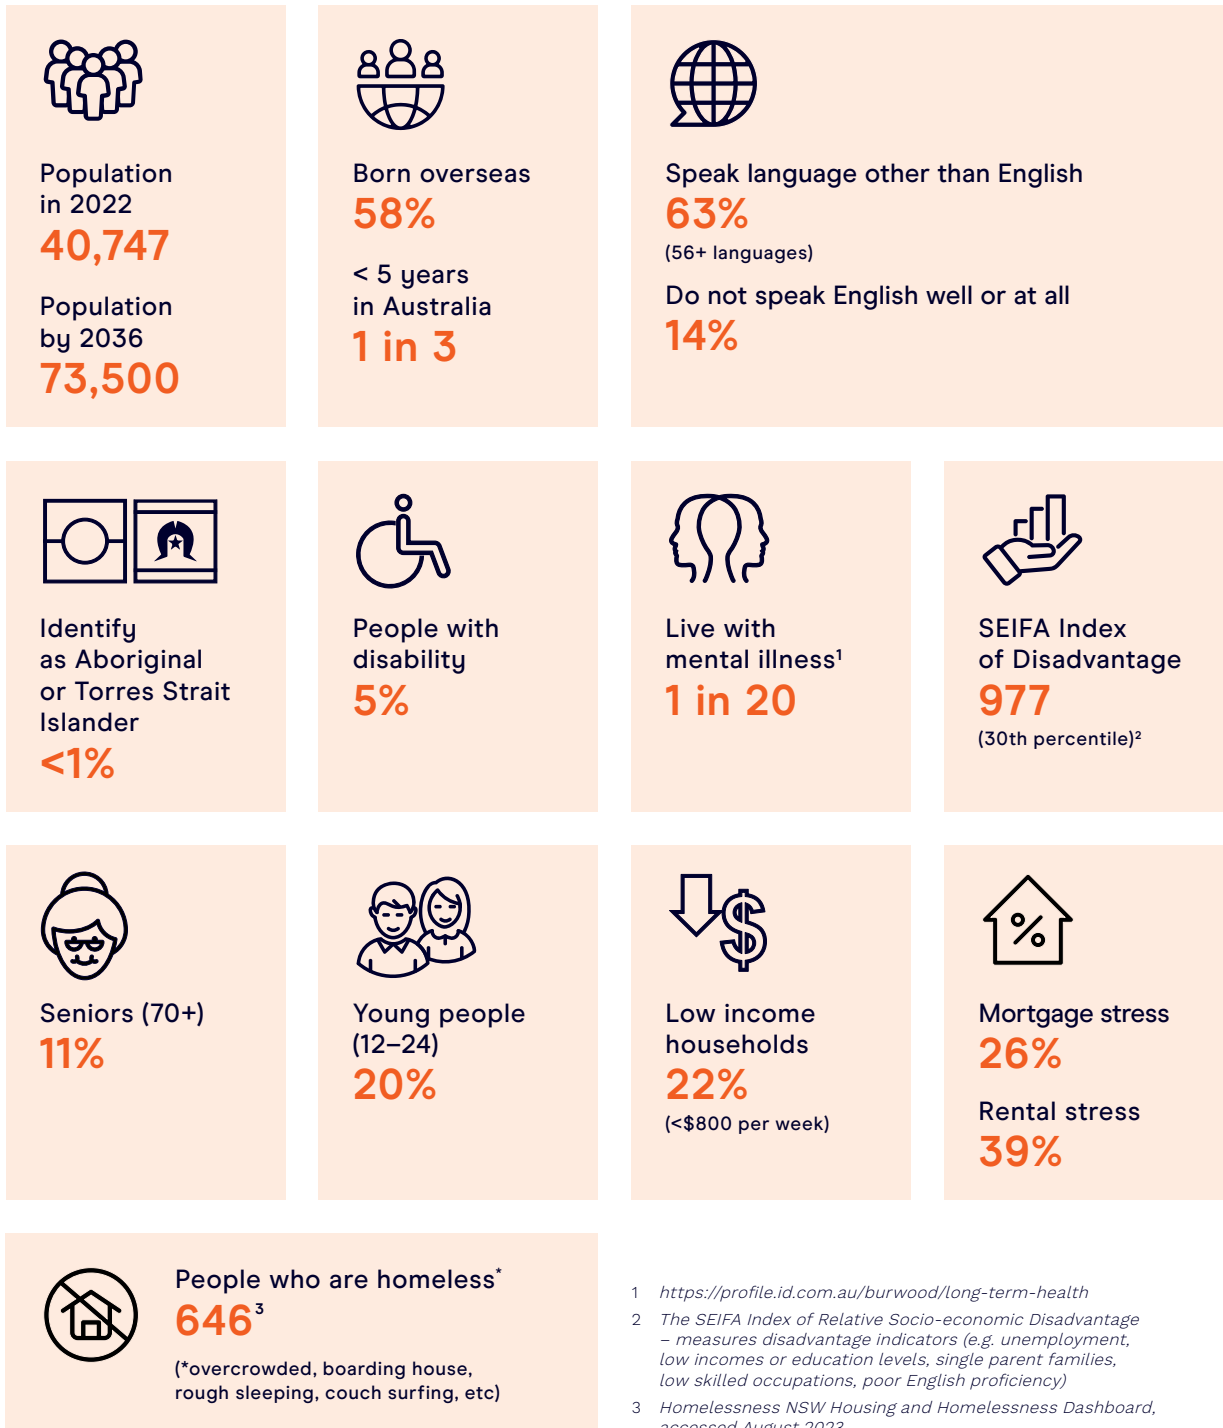 Population
in 2022
40,747
Population
by 2036
73,500
Born overseas
58%
< 5 years
in Australia
1 in 3
Speak language other than English
63%
(56+ languages)
Do not speak English well or at all
14%
Identify
as Aboriginal
or Torres Strait
Islander
<1%
People with
disability
5%
Live with
mental illness¹
1 in 20
SEIFA Index
of Disadvantage
977
(30th percentile)²
Seniors (70+)
11%
Young people
(12–24)
20%
Low income
households
22%
(<$800 per week)
Mortgage stress
26%
Rental stress
39%
People who are homeless*
646³
(*overcrowded, boarding house,
rough sleeping, couch surfing, etc)
1 https://profile.id.com.au/burwood/long-term-health
2 The SEIFA Index of Relative Socio-economic Disadvantage
– measures disadvantage indicators (e.g. unemployment,
low incomes or education levels, single parent families,
low skilled occupations, poor English proficiency)
3 Homelessness NSW Housing and Homelessness Dashboard,
accessed August 2023